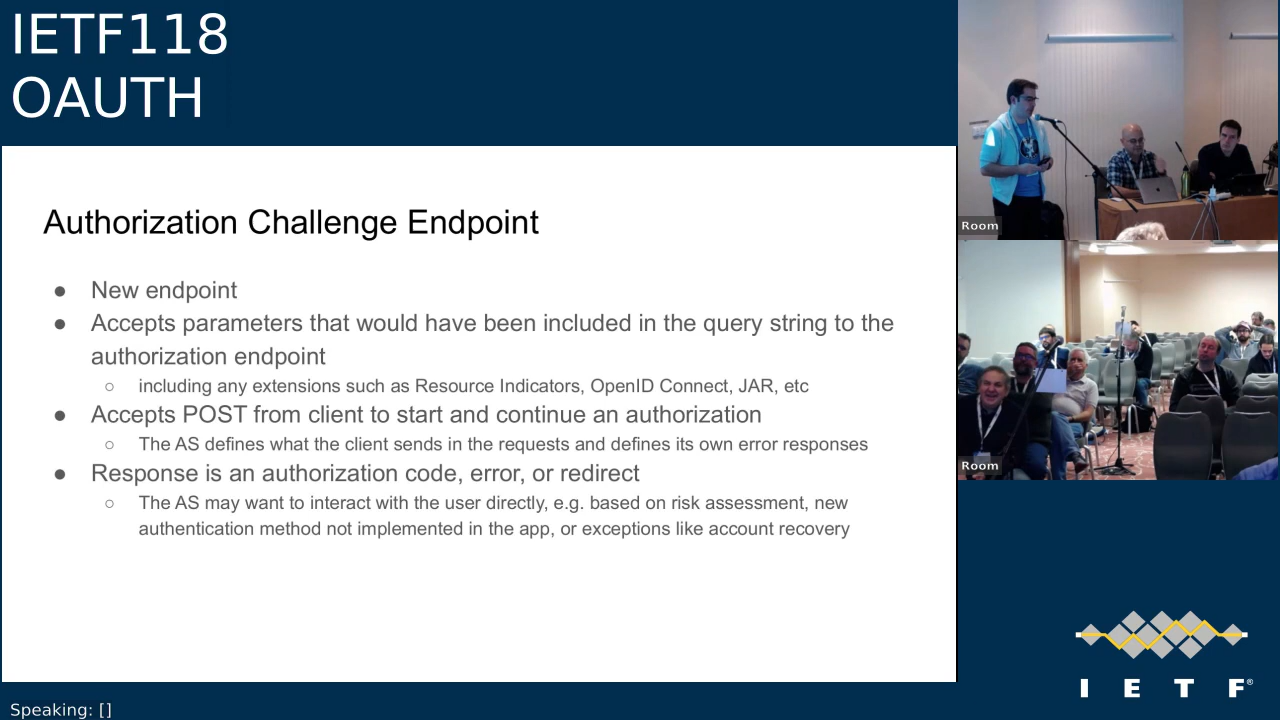 IETF118
OAUTH
Authorization Challenge Endpoint
● New endpoint
● Accepts parameters that would have been included in the query string to the
authorization endpoint
○ including any extensions such as Resource Indicators, OpenID Connect, JAR, etc
● Accepts POST from client to start and continue an authorization
○ The AS defines what the client sends in the requests and defines its own error responses
● Response is an authorization code, error, or redirect
○ The AS may want to interact with the user directly, e.g. based on risk assessment, new
authentication method not implemented in the app, or exceptions like account recovery
Room
Room
I E T F®
Speaking: []